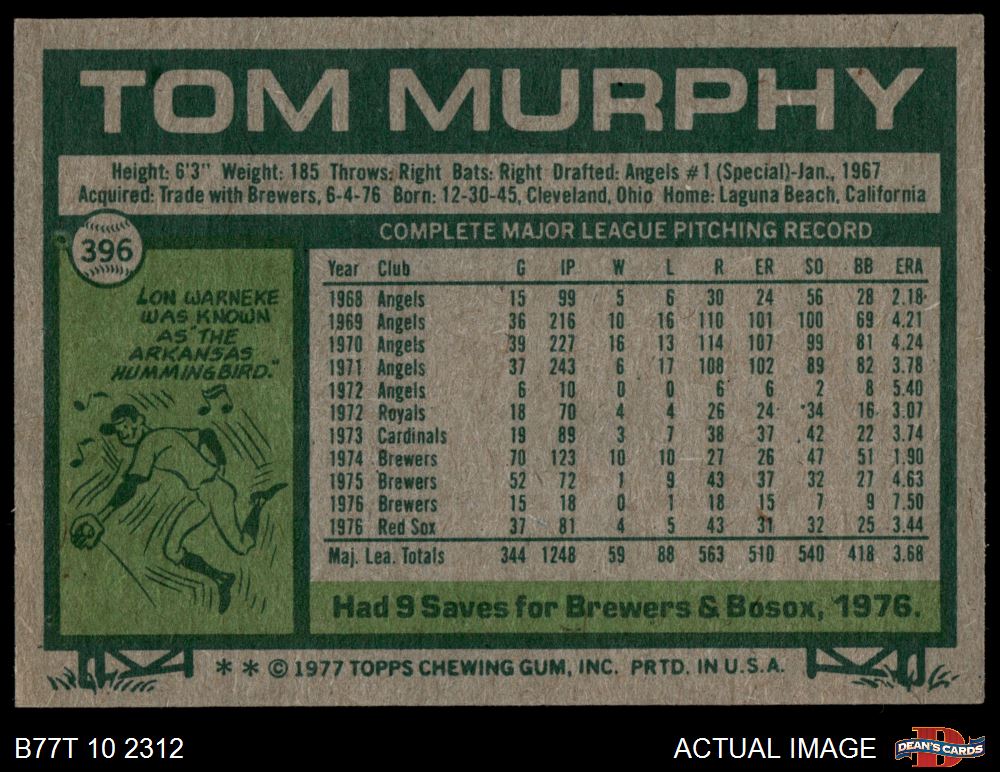 TOM MURPHY
Height: 6'3" Weight: 185 Throws: Right Bats: Right Drafted: Angels #1 (Special)-Jan., 1967
Acquired: Trade with Brewers, 6-4-76 Born: 12-30-45, Cleveland, Ohio Home: Laguna Beach, California
396
LON WARNEKE
WAS KNOWN
AS "THE
ARKANSAS
HUMMINGBIRD."
COMPLETE MAJOR LEAGUE PITCHING RECORD
Year Club G IP W L R ER SO BB ERA
1968 Angels 15 99 5 6 30 24 56 28 2.18
1969 Angels 36 216 10 16 110 101 100 69 4.21
1970 Angels 39 227 16 13 114 107 99 81 4.24
1971 Angels 37 243 6 17 108 102 89 82 3.78
1972 Angels 6 10 0 0 6 6 2 8 5.40
1972 Royals 18 70 4 4 26 24 34 16 3.07
1973 Cardinals 19 89 3 7 38 37 42 22 3.74
1974 Brewers 70 123 10 10 27 26 47 51 1.90
1975 Brewers 52 72 1 9 43 37 32 27 4.63
1976 Brewers 15 18 0 1 18 15 7 9 7.50
1976 Red Sox 37 81 4 5 43 31 32 25 3.44
Maj. Lea. Totals 344 1248 59 88 563 510 540 418 3.68
Had 9 Saves for Brewers & Bosox, 1976.
* * © 1977 TOPPS CHEWING GUM, INC. PRTD. IN U.S.A.
B77T 10 2312
ACTUAL IMAGE
DEAN'S CARDS